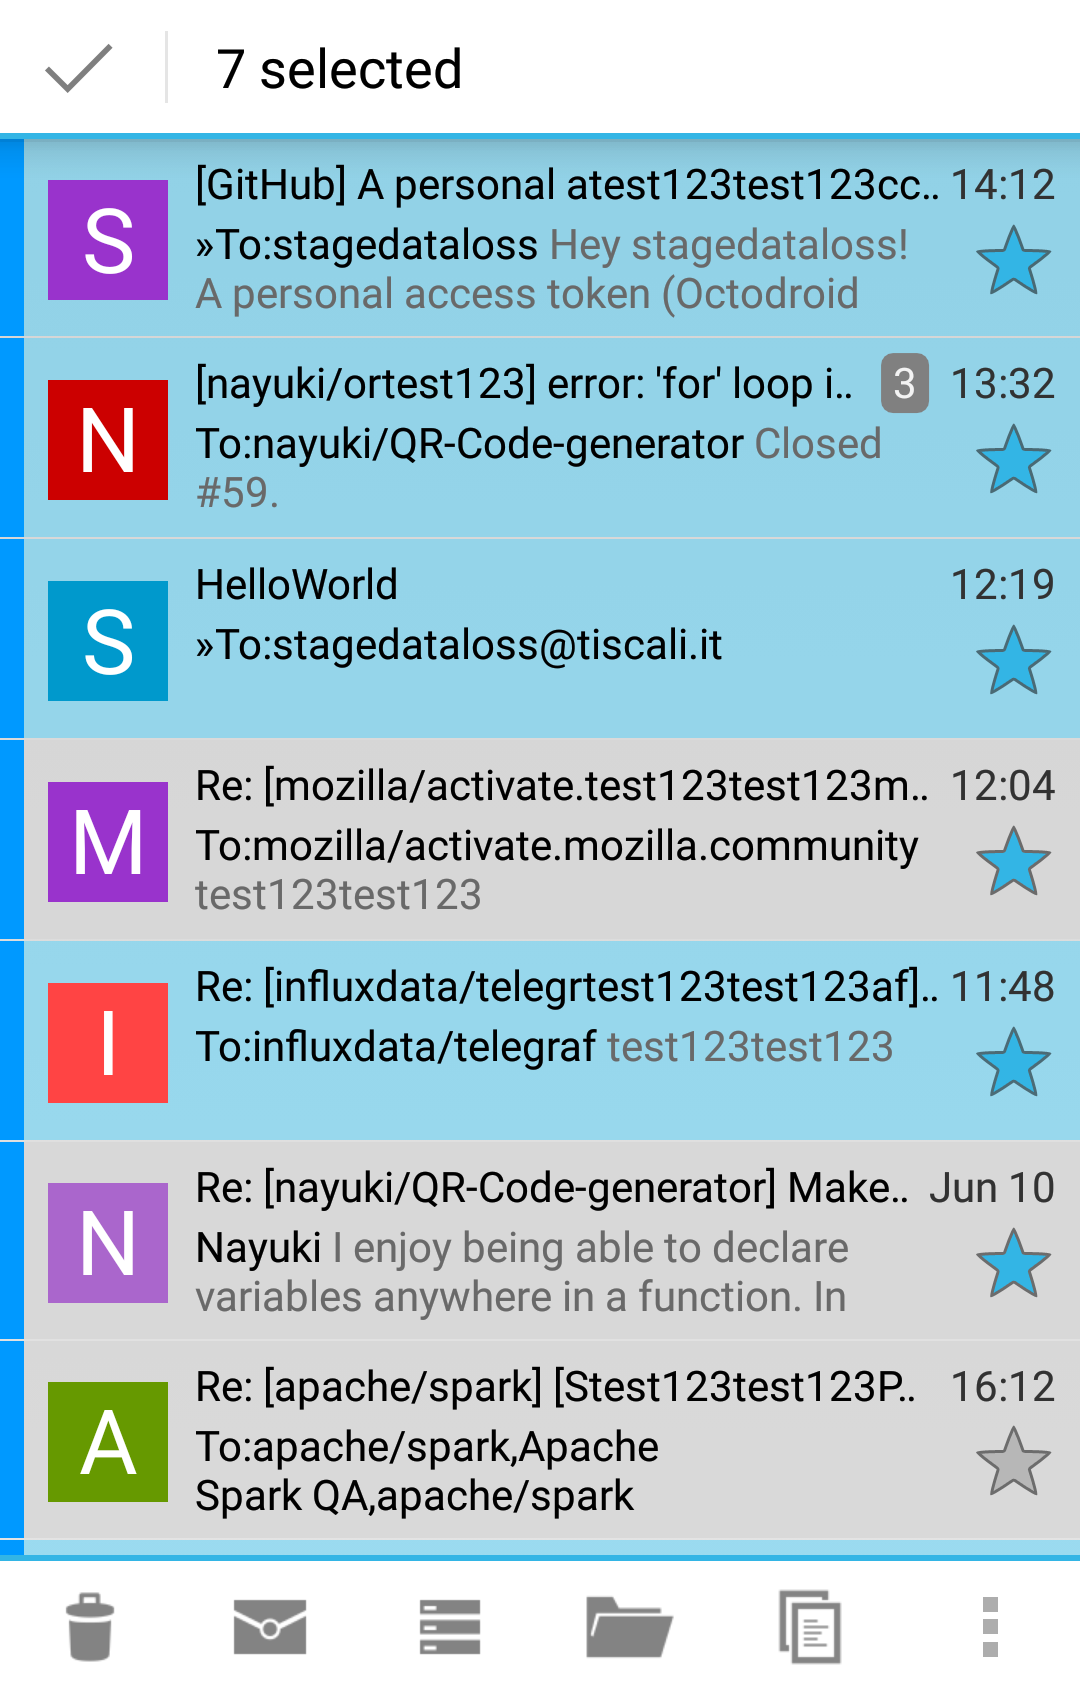 7 selected
S
[GitHub] A personal atest123test123cc.. 14:12
»To:stagedataloss Hey stagedataloss!
A personal access token (Octodroid
N
[nayuki/ortest123] error: 'for' loop i.. 3 13:32
To:nayuki/QR-Code-generator Closed
#59.
S
HelloWorld 12:19
»To:stagedataloss@tiscali.it
M
Re: [mozilla/activate.test123test123m.. 12:04
To:mozilla/activate.mozilla.community
test123test123
I
Re: [influxdata/telegrtest123test123af].. 11:48
To:influxdata/telegraf test123test123
N
Re: [nayuki/QR-Code-generator] Make.. Jun 10
Nayuki I enjoy being able to declare
variables anywhere in a function. In
A
Re: [apache/spark] [Stest123test123P.. 16:12
To:apache/spark,Apache
Spark QA,apache/spark